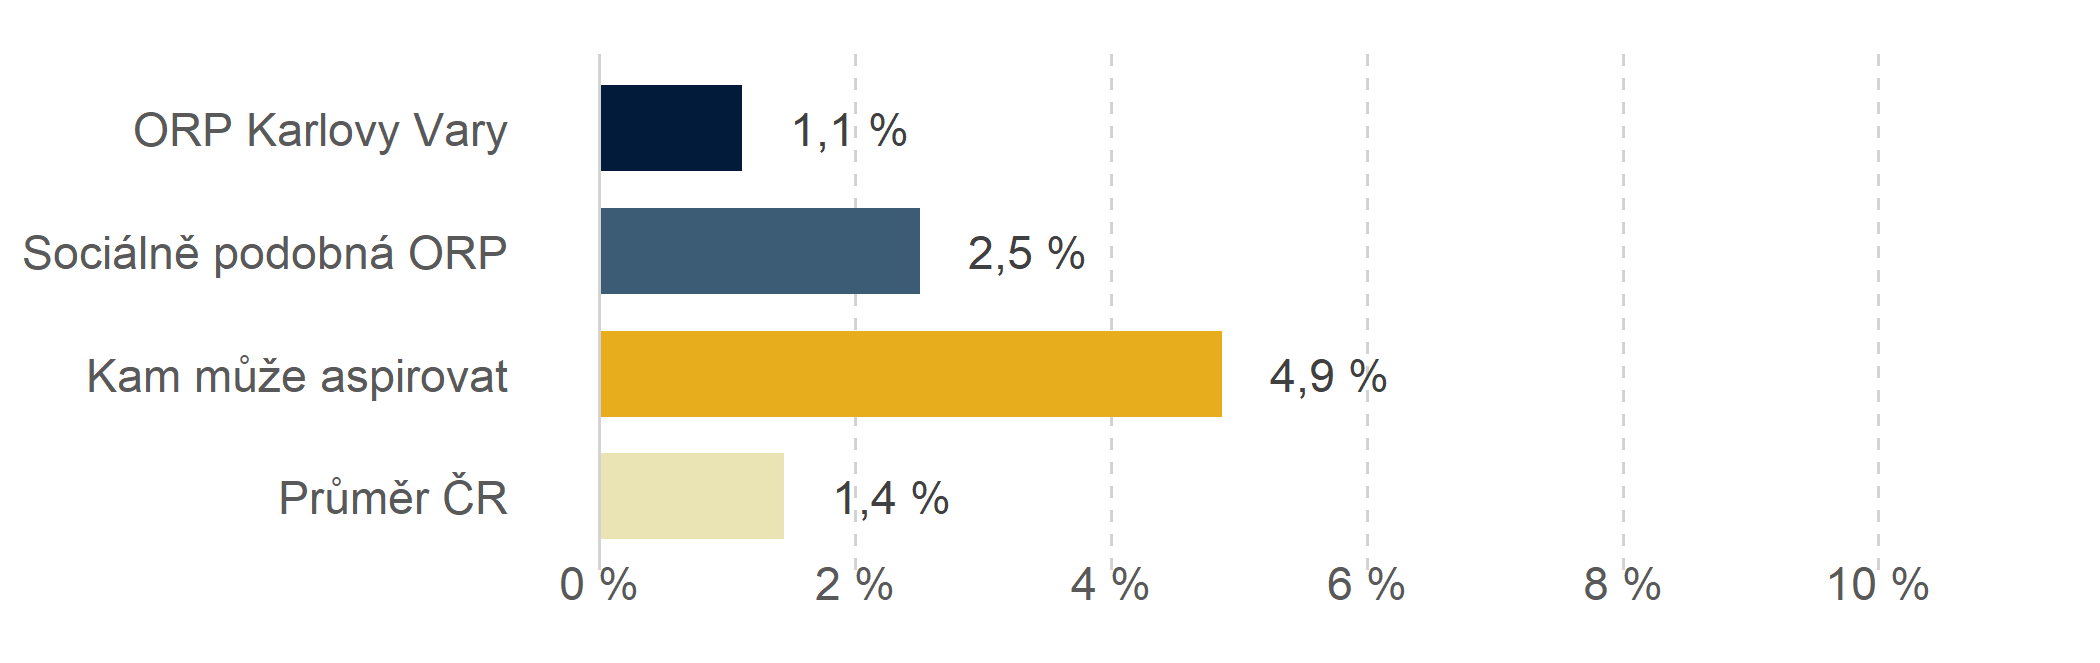 ORP Karlovy Vary 1,1 %
Sociálně podobná ORP 2,5 %
Kam může aspirovat 4,9 %
Průměr ČR 1,4 %
0 % 2 % 4 % 6 % 8 % 10 %